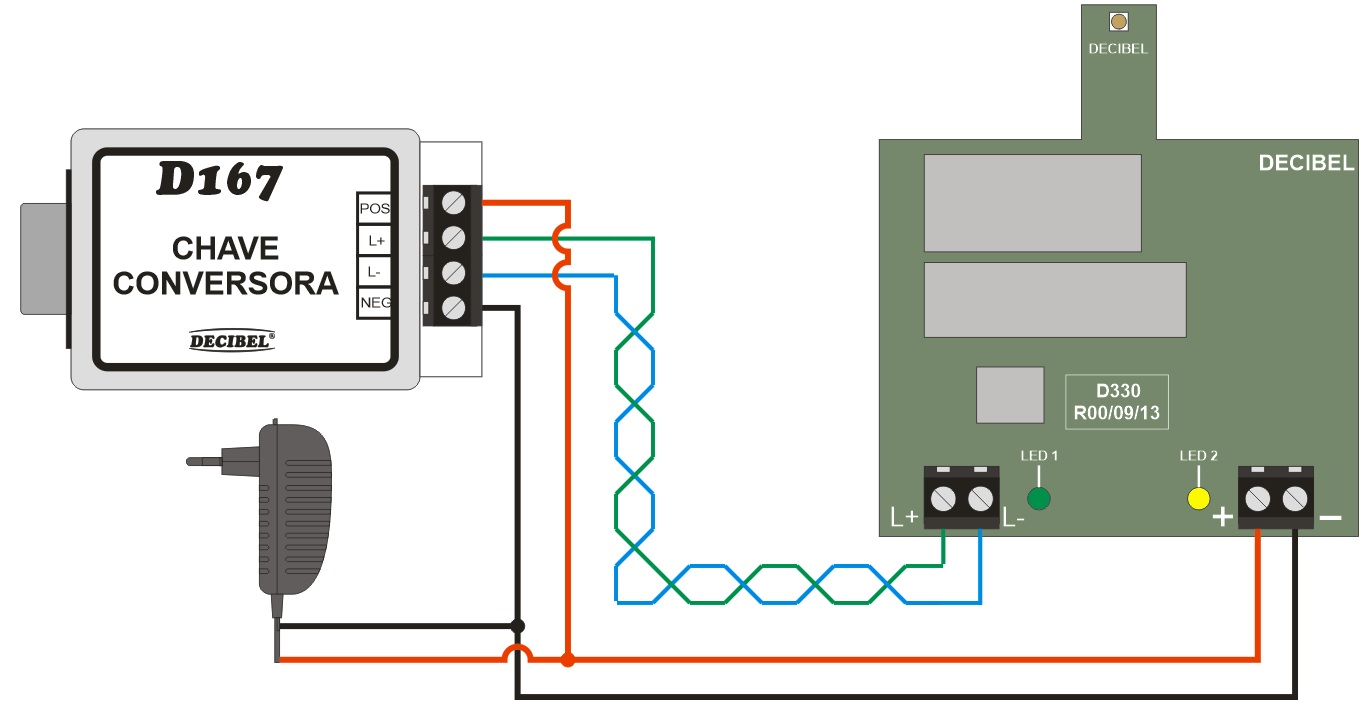 DECIBEL
DECIBEL
D167
CHAVE
CONVERSORA
POS
L+
L-
NEG
DECIBEL®
D330
R00/09/13
LED 1
LED 2
L+
L-
+
−